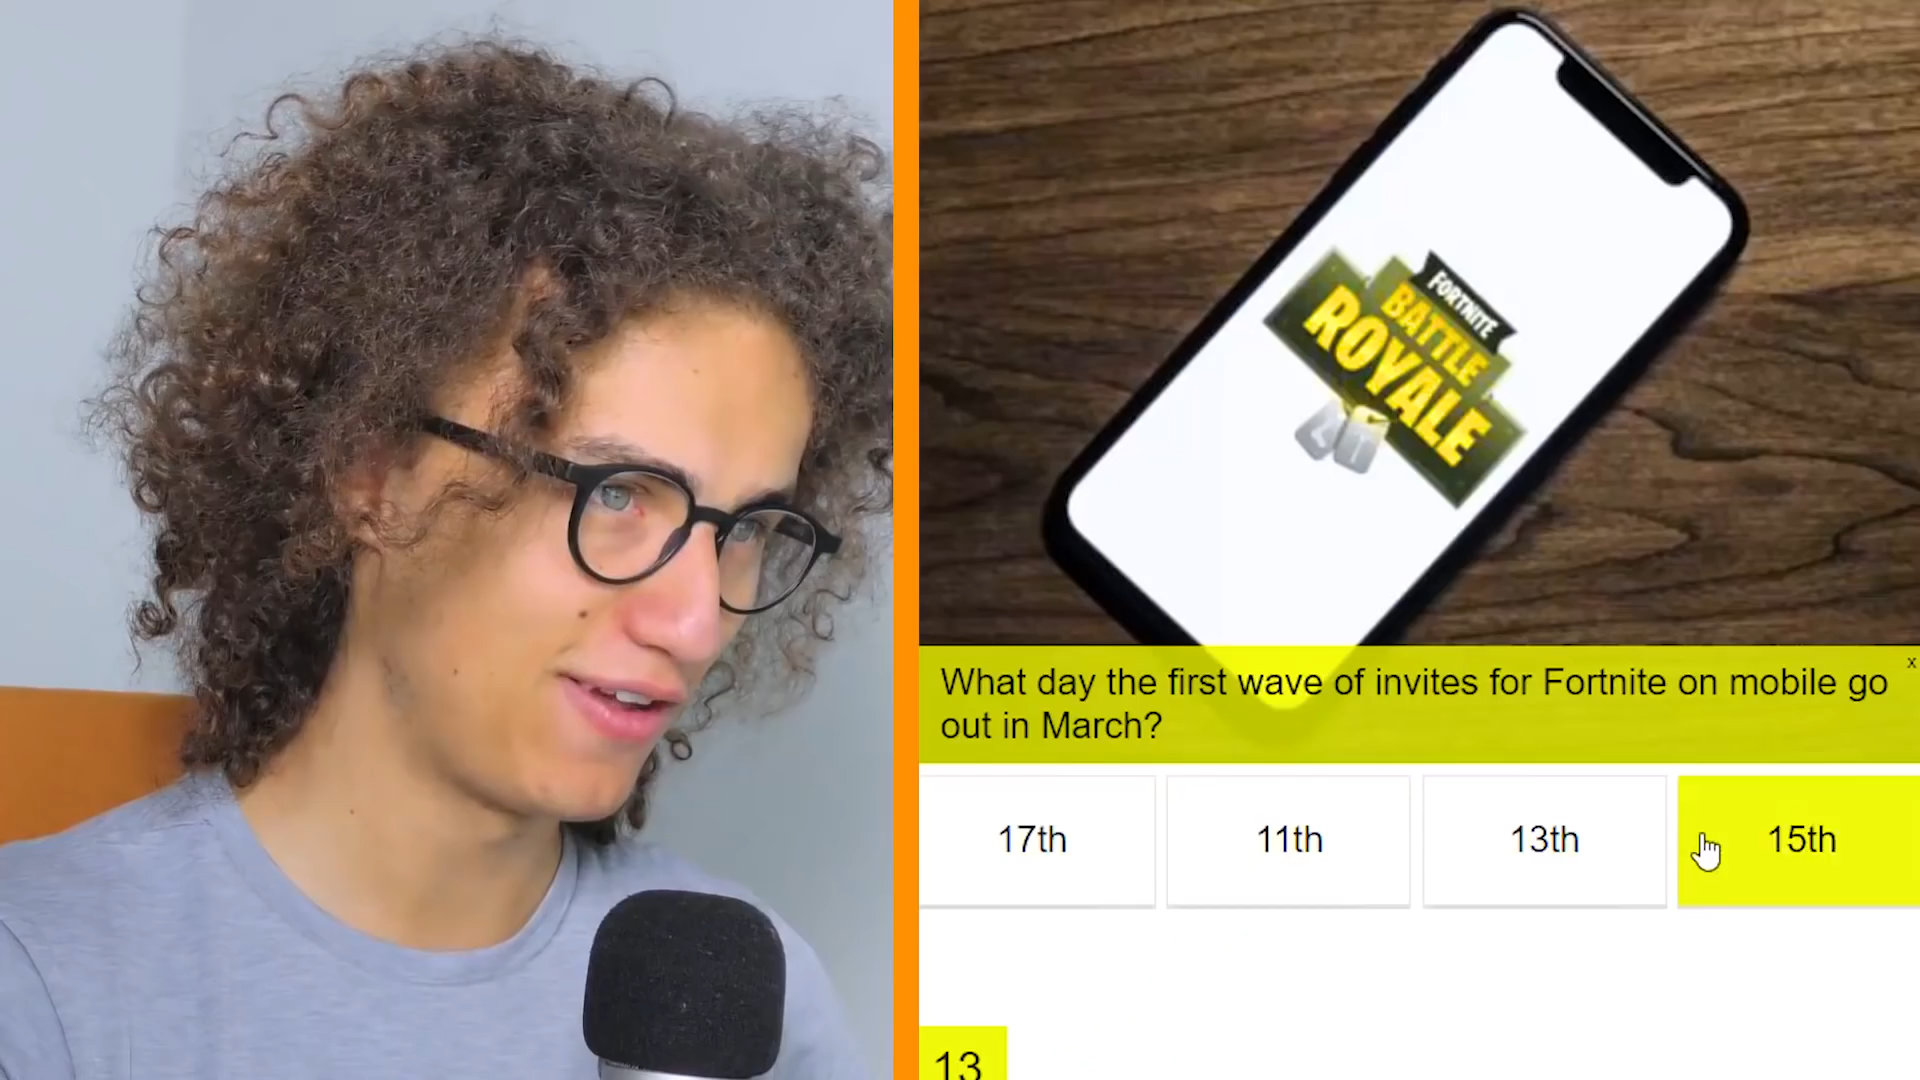 FORTNITE
BATTLE
ROYALE
What day the first wave of invites for Fortnite on mobile go
out in March?
x
17th
11th
13th
15th
13